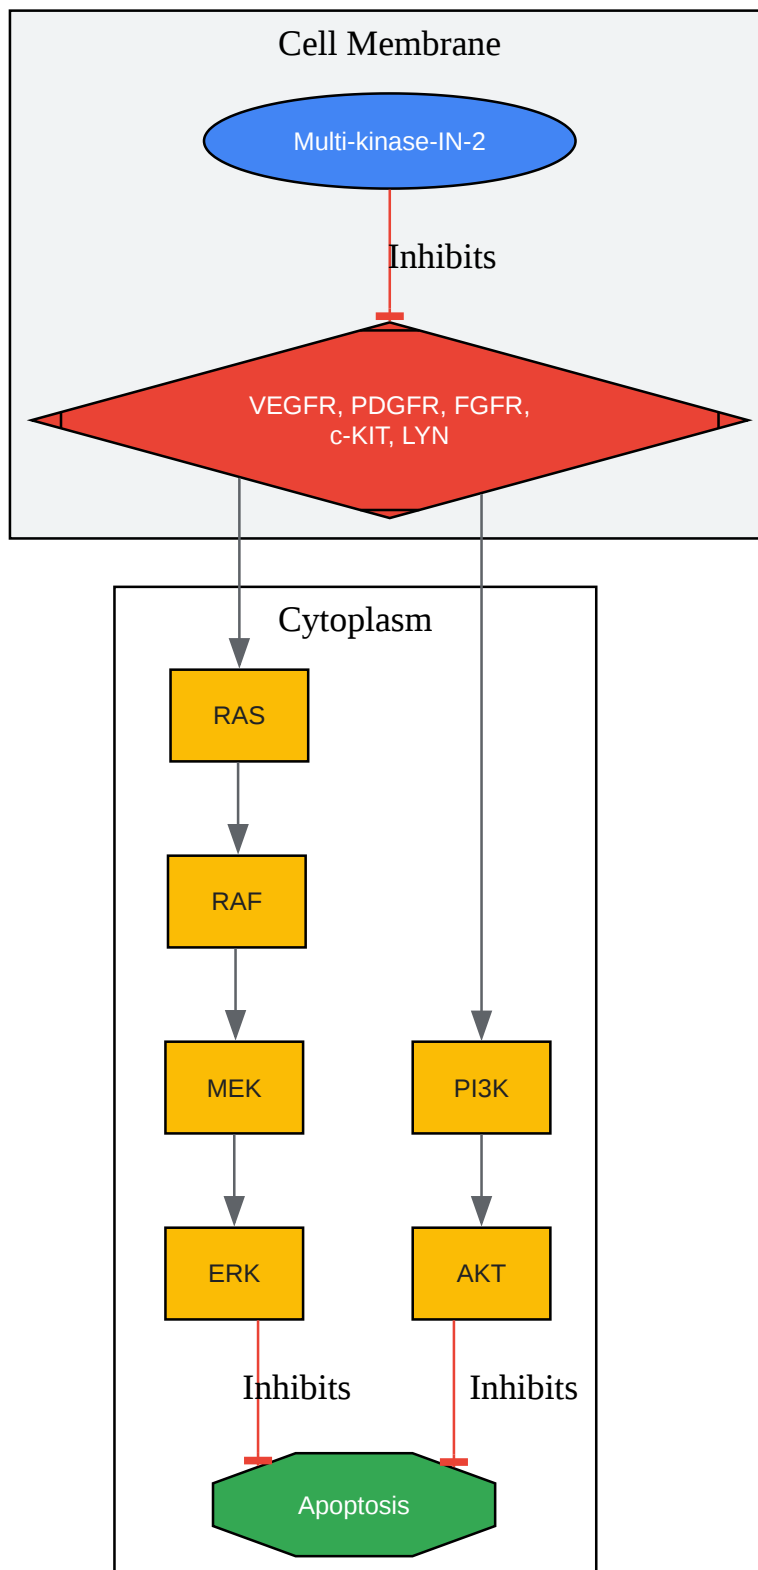 Cell Membrane
Multi-kinase-IN-2
Inhibits
VEGFR, PDGFR, FGFR,
c-KIT, LYN
Cytoplasm
RAS
RAF
MEK
PI3K
ERK
AKT
Inhibits
Inhibits
Apoptosis